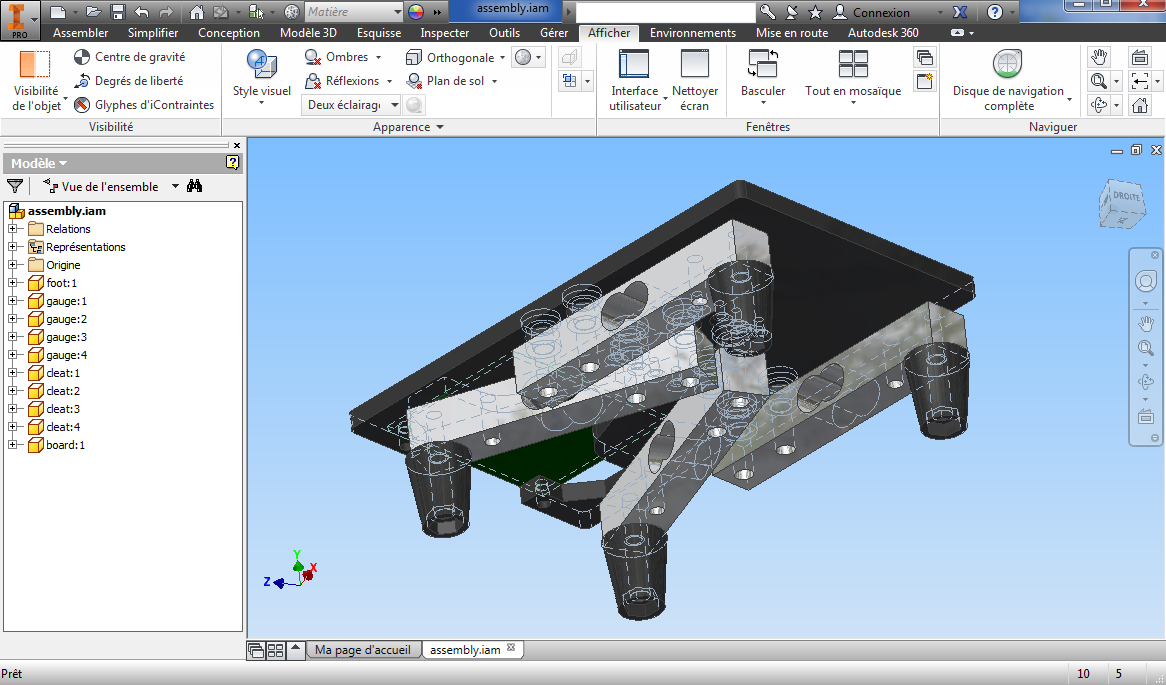 PRO
Matière
assembly.iam
Connexion
Assembler Simplifier Conception Modèle 3D Esquisse Inspecter Outils Gérer Afficher Environnements Mise en route Autodesk 360
Visibilité
de l'objet
Centre de gravité
Degrés de liberté
Glyphes d'iContraintes
Visibilité
Style visuel
Ombres
Réflexions
Deux éclairag
Orthogonale
Plan de sol
Apparence
Interface
utilisateur
Nettoyer
écran
Basculer
Tout en mosaïque
Fenêtres
Disque de navigation
complète
Naviguer
Modèle
Vue de l'ensemble
assembly.iam
Relations
Représentations
Origine
foot:1
gauge:1
gauge:2
gauge:3
gauge:4
cleat:1
cleat:2
cleat:3
cleat:4
board:1
DROITE
Y
X
Z
Ma page d'accueil
assembly.iam
Prêt
10 5